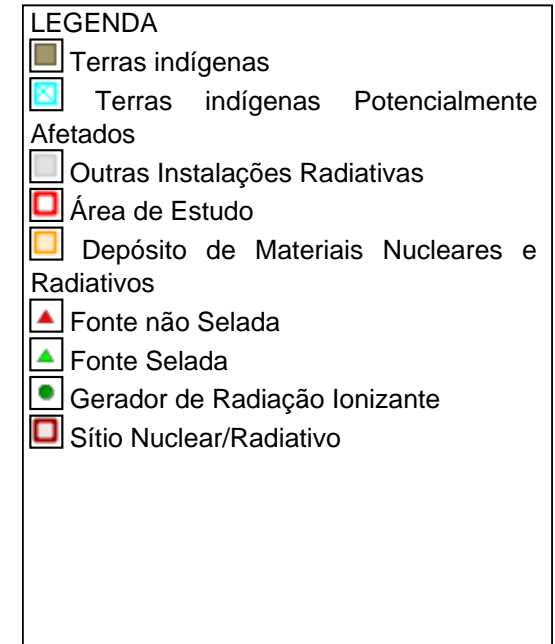 LEGENDA
Terras indígenas
Terras indígenas Potencialmente
Afetados
Outras Instalações Radiativas
Área de Estudo
Depósito de Materiais Nucleares e
Radiativos
Fonte não Selada
Fonte Selada
Gerador de Radiação Ionizante
Sítio Nuclear/Radiativo